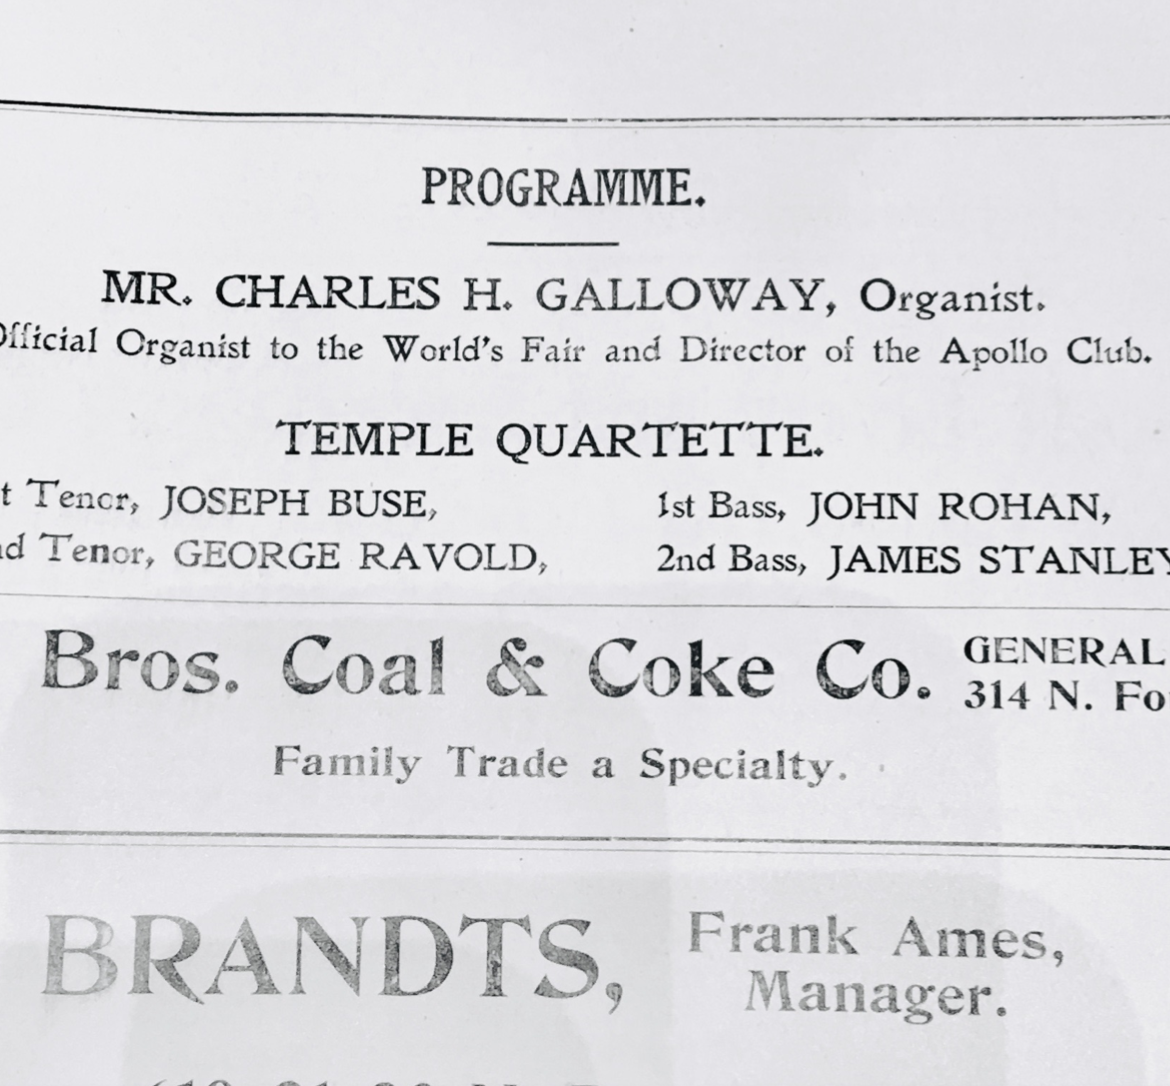 PROGRAMME.
MR. CHARLES H. GALLOWAY, Organist.
Official Organist to the World's Fair and Director of the Apollo Club.
TEMPLE QUARTETTE.
t Tenor, JOSEPH BUSE, 1st Bass, JOHN ROHAN,
nd Tenor, GEORGE RAVOLD, 2nd Bass, JAMES STANLEY
Bros. Coal & Coke Co. GENERAL
314 N. Fo
Family Trade a Specialty.
BRANDTS, Frank Ames,
Manager.